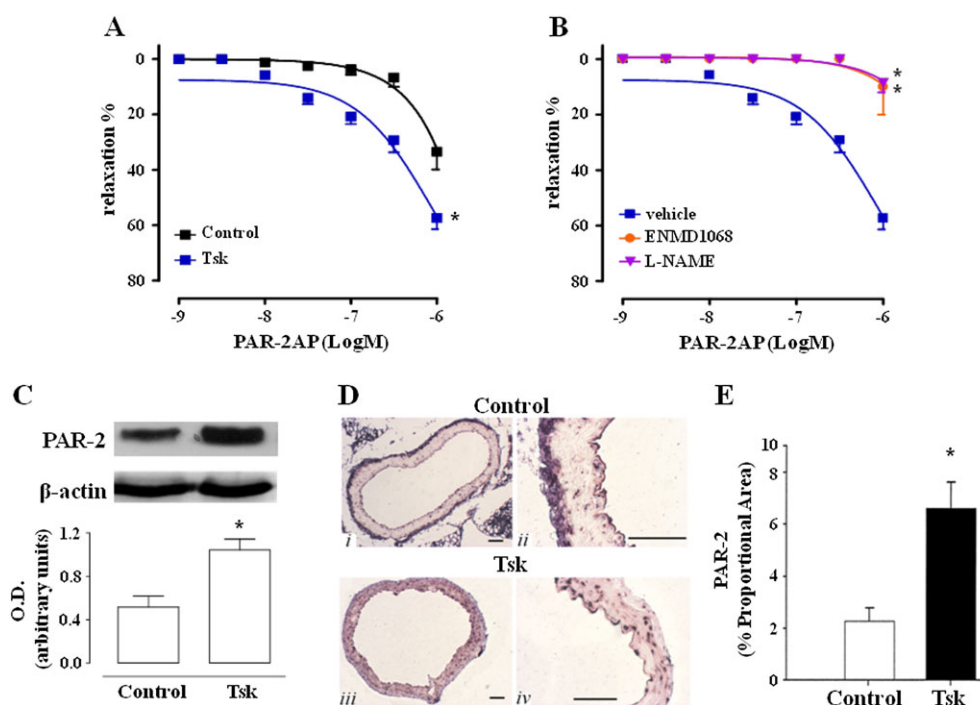 A
relaxation %
0
20
40
60
80
*
Control
Tsk
-9
-8
-7
-6
PAR-2AP (LogM)
B
relaxation %
0
20
40
60
80
*
*
vehicle
ENMD1068
L-NAME
-9
-8
-7
-6
PAR-2AP (LogM)
C
PAR-2
β-actin
O.D.
(arbitrary units)
1.2
0.9
0.4
0.0
*
Control
Tsk
D
Control
i
ii
Tsk
iii
iv
E
PAR-2
(% Proportional Area)
10
8
6
4
2
0
*
Control
Tsk